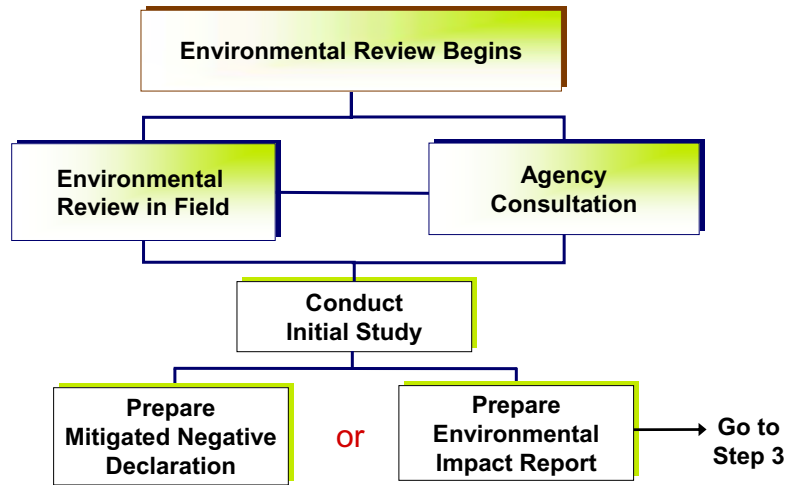 Environmental Review Begins
Environmental
Review in Field
Agency
Consultation
Conduct
Initial Study
Prepare
Mitigated Negative
Declaration
or
Prepare
Environmental
Impact Report
Go to
Step 3